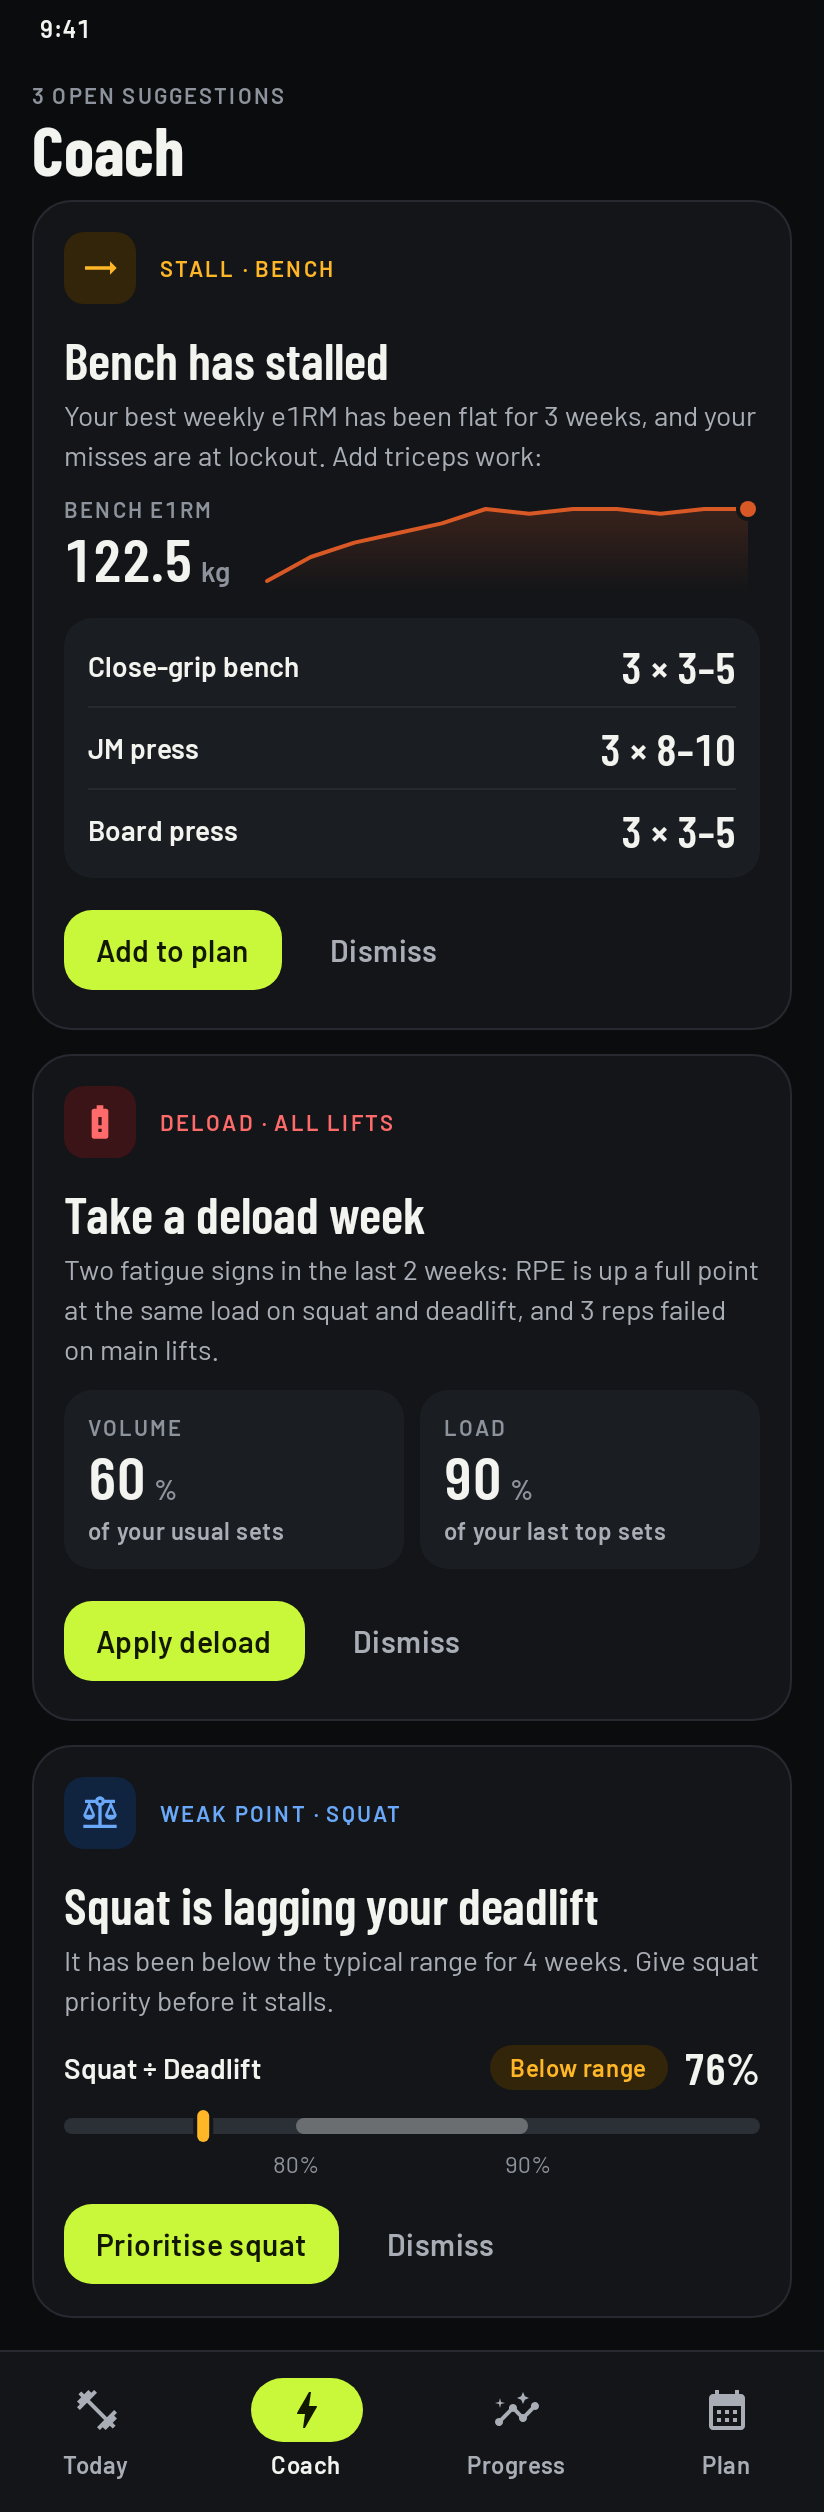 9:41
3 OPEN SUGGESTIONS
Coach
STALL · BENCH
Bench has stalled
Your best weekly e1RM has been flat for 3 weeks, and your
misses are at lockout. Add triceps work:
BENCH E1RM
122.5 kg
Close-grip bench 3 × 3–5
JM press 3 × 8–10
Board press 3 × 3–5
Add to plan Dismiss
DELOAD · ALL LIFTS
Take a deload week
Two fatigue signs in the last 2 weeks: RPE is up a full point
at the same load on squat and deadlift, and 3 reps failed
on main lifts.
VOLUME
60 %
of your usual sets
LOAD
90 %
of your last top sets
Apply deload Dismiss
WEAK POINT · SQUAT
Squat is lagging your deadlift
It has been below the typical range for 4 weeks. Give squat
priority before it stalls.
Squat ÷ Deadlift Below range 76%
80% 90%
Prioritise squat Dismiss
Today Coach Progress Plan